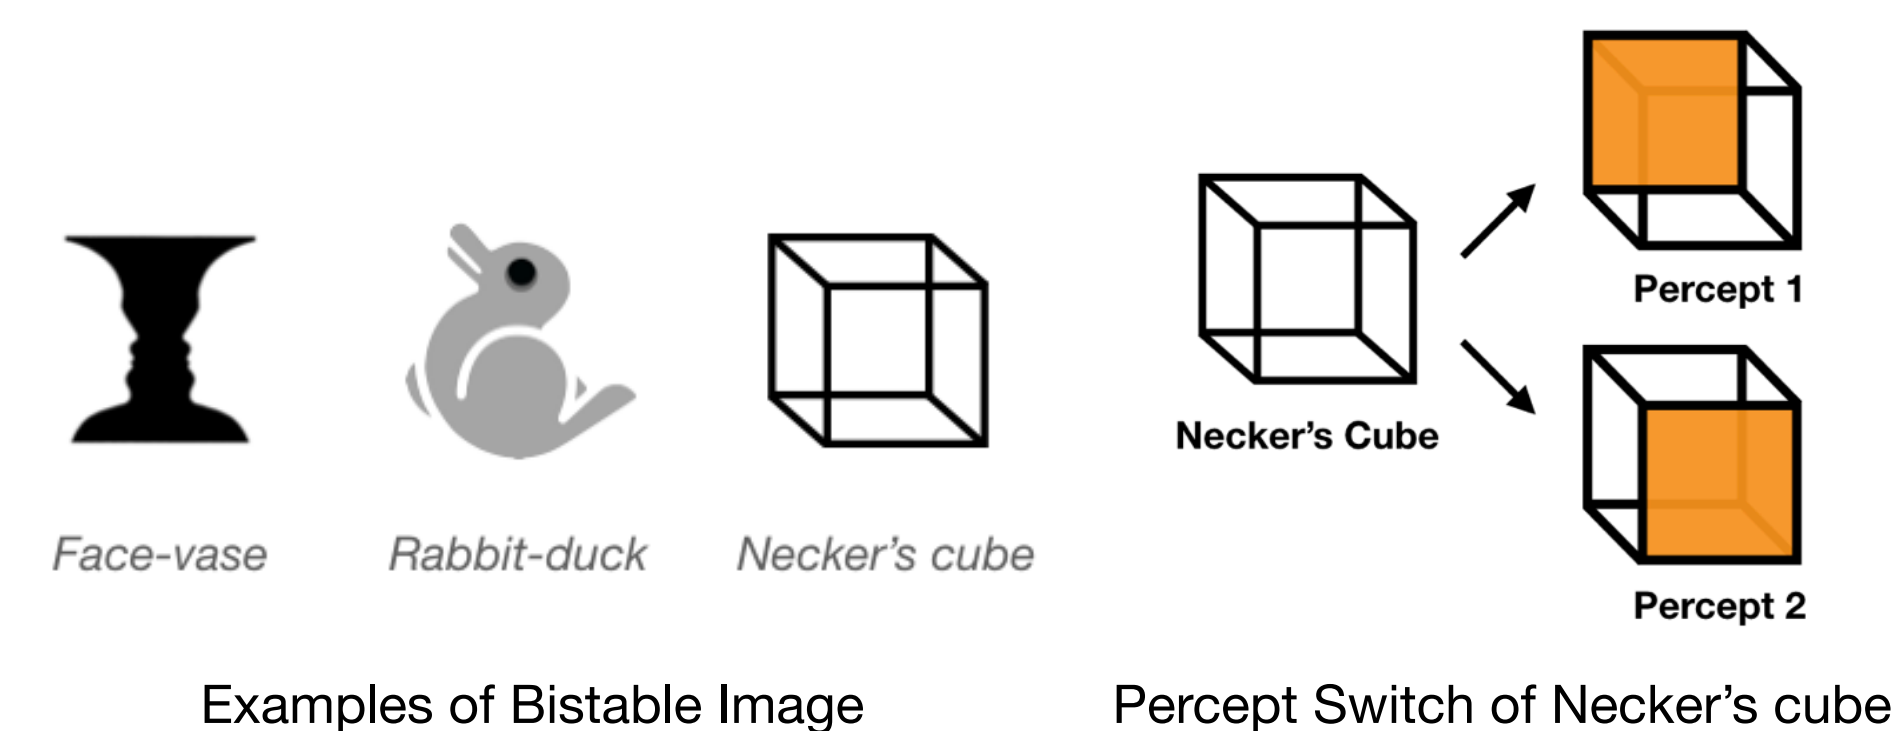 Face-vase
Rabbit-duck
Necker's cube
Examples of Bistable Image
Necker's Cube
Percept 1
Percept 2
Percept Switch of Necker's cube